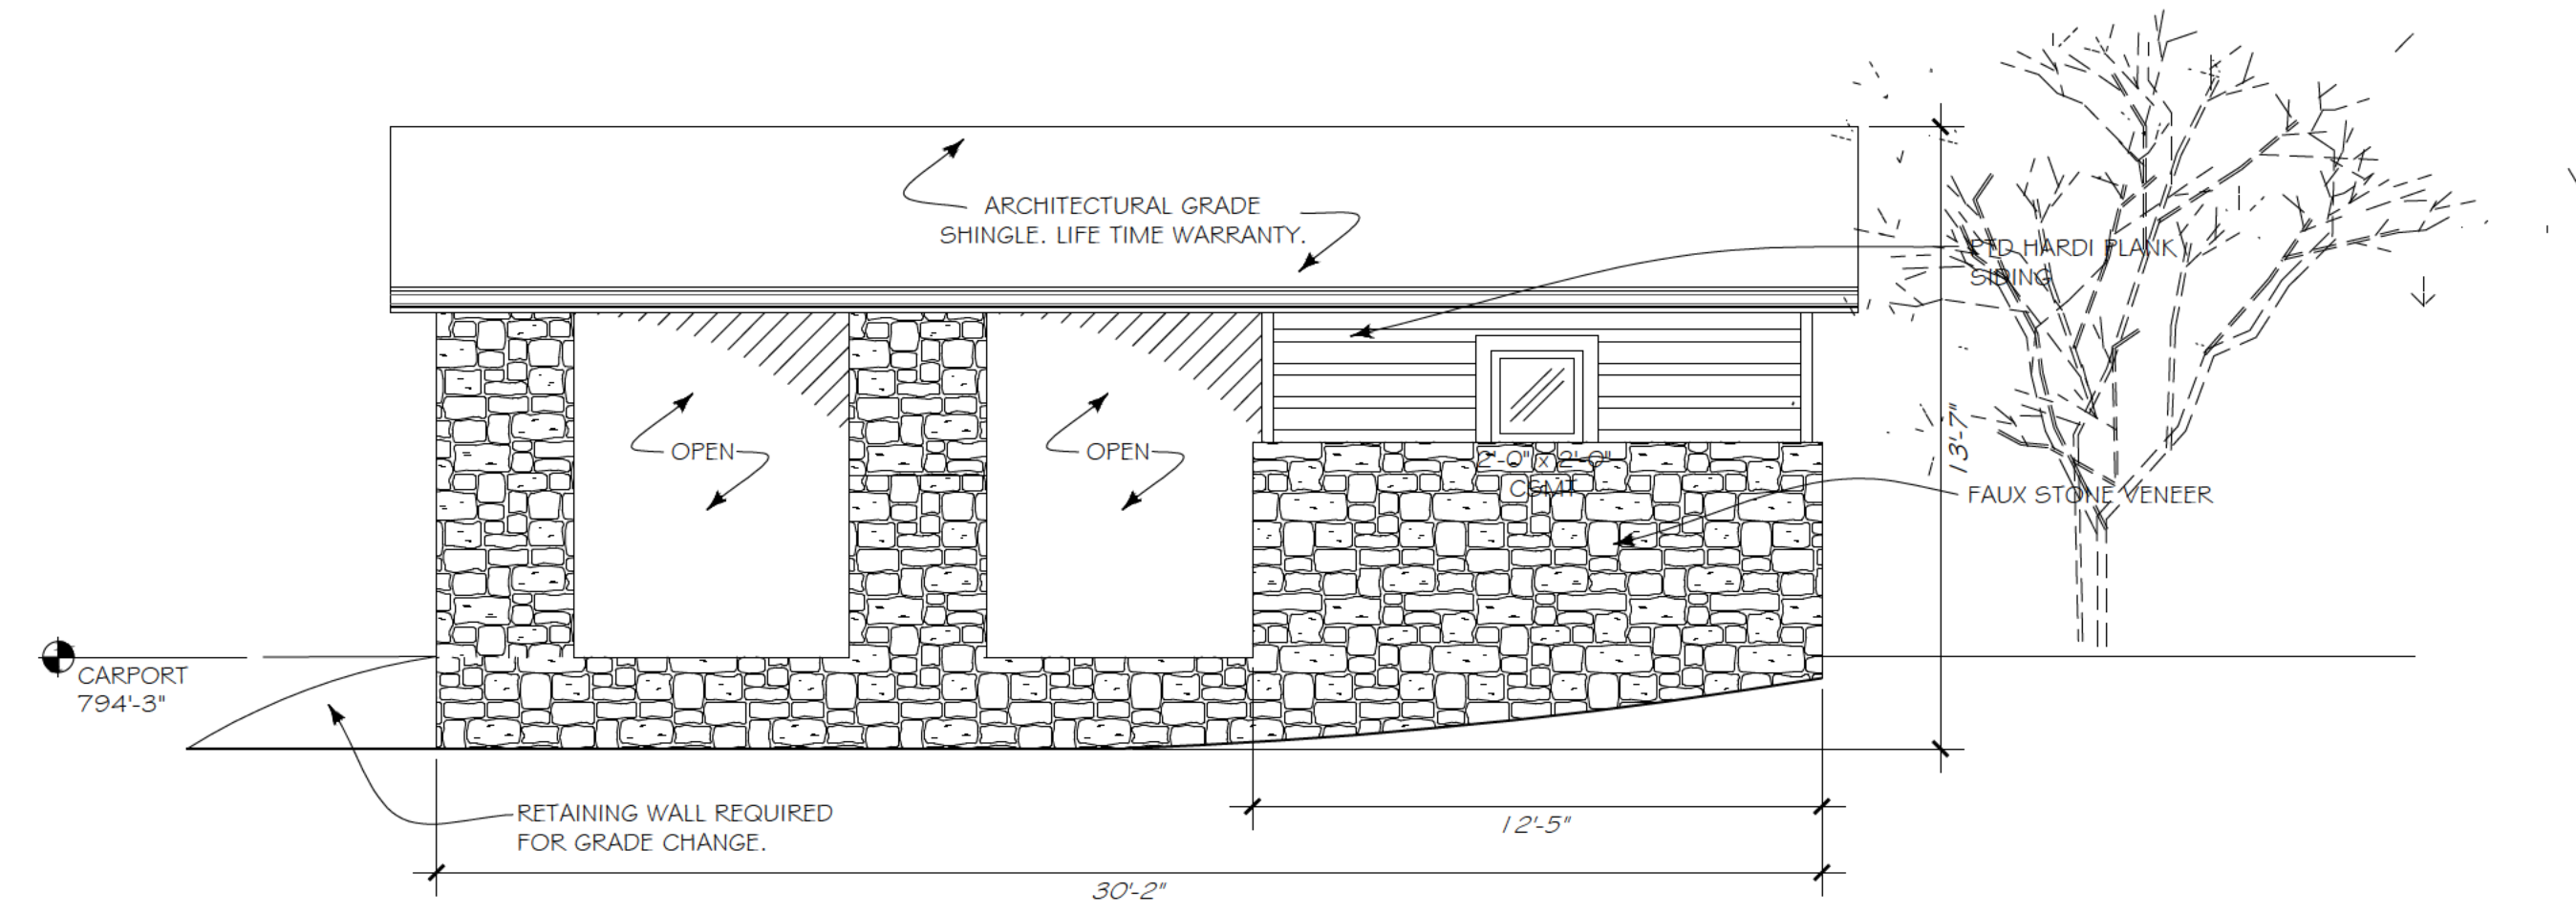 ARCHITECTURAL GRADE
SHINGLE. LIFE TIME WARRANTY.
PTD HARDI PLANK
SIDING
OPEN
OPEN
2'-0" x 2'-0"
CSMT
13'-7"
FAUX STONE VENEER
CARPORT
794'-3"
RETAINING WALL REQUIRED
FOR GRADE CHANGE.
12'-5"
30'-2"